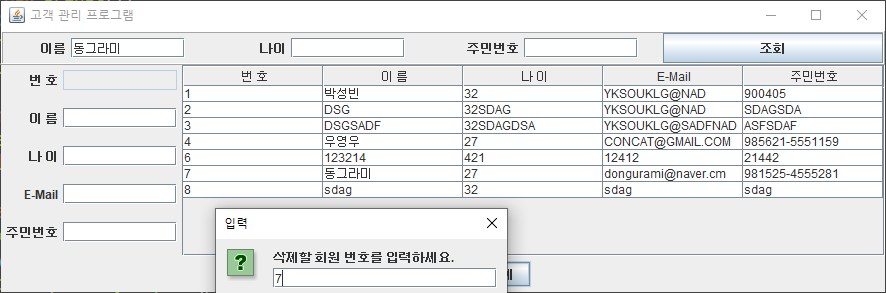 고객 관리 프로그램
이름 동그라미 나이 주민번호 조회
번 호
이 름
나 이
E-Mail
주민번호
번 호 이 름 나 이 E-Mail 주민번호
1 박성빈 32 YKSOUKLG@NAD 900405
2 DSG 32SDAG YKSOUKLG@NAD SDAGSDA
3 DSGSADF 32SDAGDSA YKSOUKLG@SADFNAD ASFSDAF
4 우영우 27 CONCAT@GMAIL.COM 985621-5551159
6 123214 421 12412 21442
7 동그라미 27 dongurami@naver.cm 981525-4555281
8 sdag 32 sdag sdag
입력
삭제할 회원 번호를 입력하세요.
7